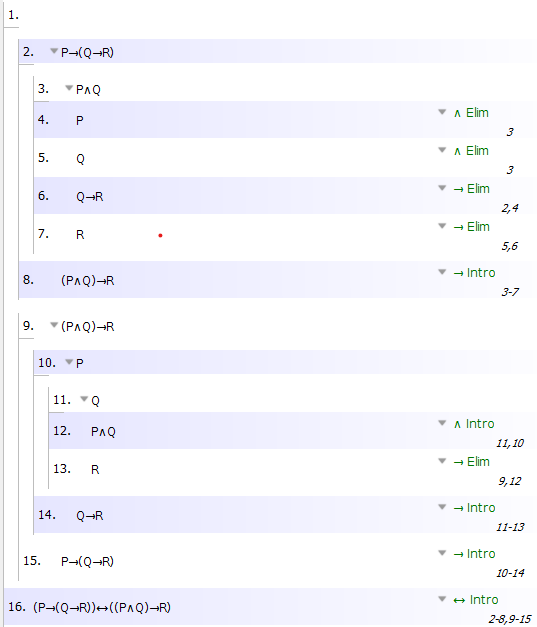 1.
2. P→(Q→R)
3. P∧Q
4. P ∧ Elim 3
5. Q ∧ Elim 3
6. Q→R → Elim 2,4
7. R → Elim 5,6
8. (P∧Q)→R → Intro 3-7
9. (P∧Q)→R
10. P
11. Q
12. P∧Q ∧ Intro 11,10
13. R → Elim 9,12
14. Q→R → Intro 11-13
15. P→(Q→R) → Intro 10-14
16. (P→(Q→R))↔((P∧Q)→R) ↔ Intro 2-8,9-15